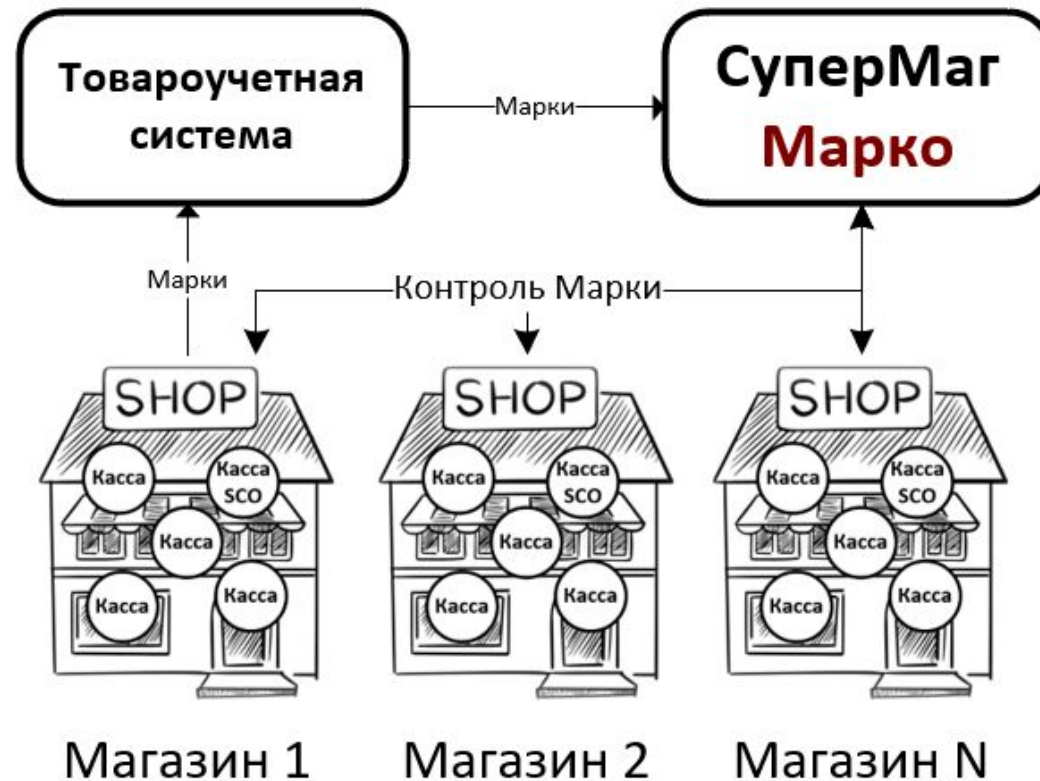 Товароучетная
система
Марки
СуперМаг
Марко
Марки
Контроль Марки
SHOP
Касса
Касса
SCO
Касса
Касса
Касса
SHOP
Касса
Касса
SCO
Касса
Касса
Касса
SHOP
Касса
Касса
SCO
Касса
Касса
Касса
Магазин 1
Магазин 2
Магазин N